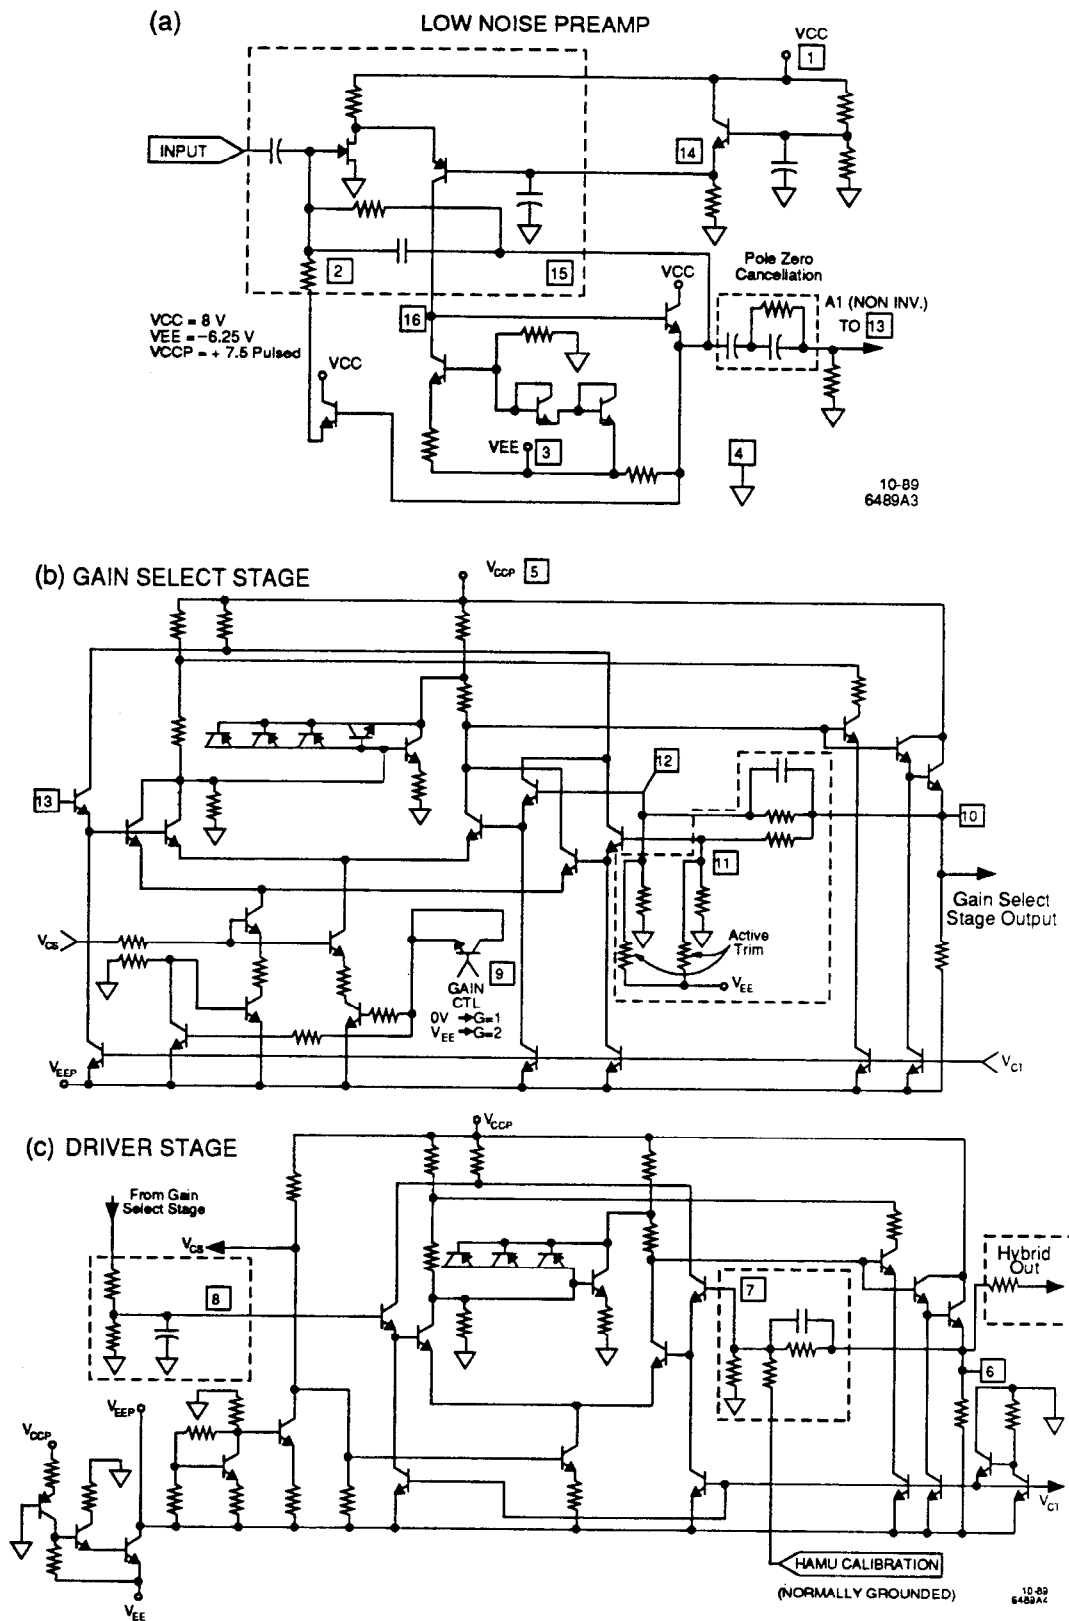 (a)
LOW NOISE PREAMP
VCC
1
INPUT
14
2
15
Pole Zero
Cancellation
VCC
A1 (NON INV.)
TO 13
16
VCC = 8 V
VEE = –6.25 V
VCCP = + 7.5 Pulsed
VCC
VEE
3
4
10-89
6489A3
(b) GAIN SELECT STAGE
VCCP
5
12
13
10
11
Gain Select
Stage Output
VCS
Active
Trim
9
GAIN
CTL
0V → G=1
VEE → G=2
VEE
VEEP
VCT
(c) DRIVER STAGE
VCCP
From Gain
Select Stage
VCS
Hybrid
Out
8
7
6
VEEP
VCCP
VCT
HAMU CALIBRATION
(NORMALLY GROUNDED)
VEE
10-89
6489A4